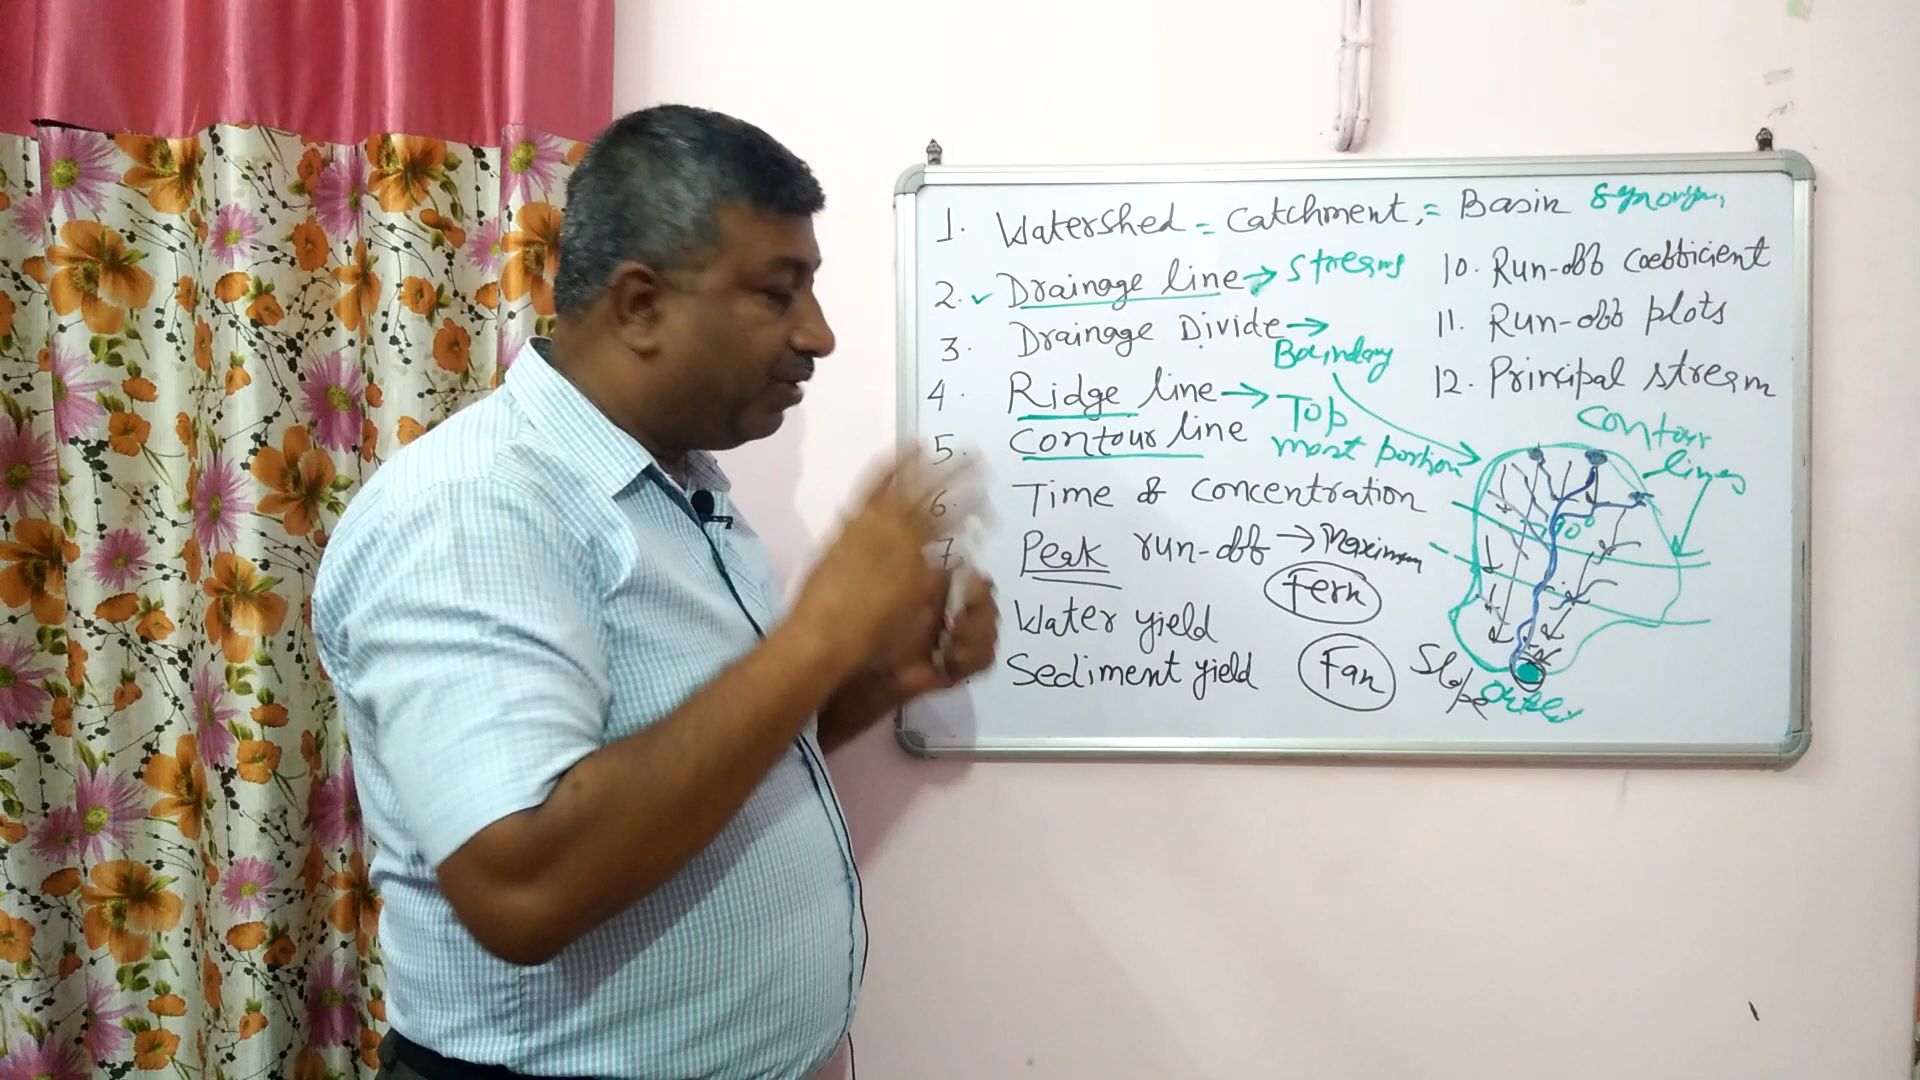 1. Watershed = Catchment, = Basin Synonym
2. ✓ Drainage line → Streams
3. Drainage Divide → Boundary
4. Ridge line → Top most portion
5. Contour line
6. Time of concentration
7. Peak run-off → Maximum
Water yield
Sediment yield
Fern
Fan
10. Run-off coefficient
11. Run-off plots
12. Principal stream
Contour lines
Slope